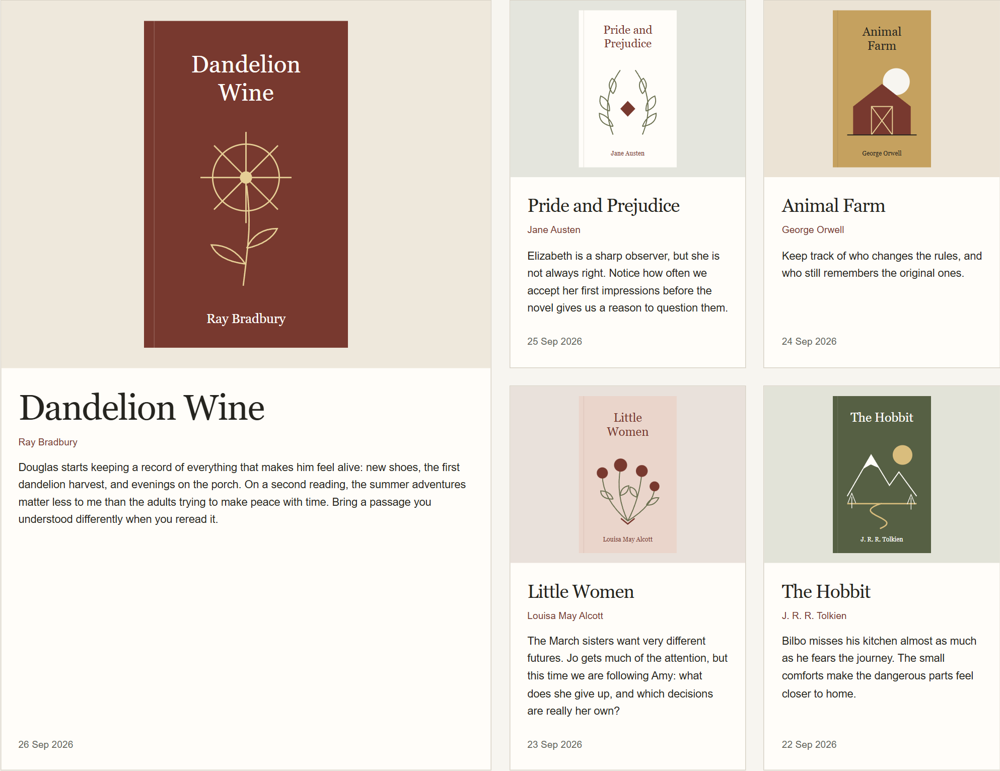 Dandelion
Wine
Ray Bradbury
Dandelion Wine
Ray Bradbury
Douglas starts keeping a record of everything that makes him feel alive: new shoes, the first
dandelion harvest, and evenings on the porch. On a second reading, the summer adventures
matter less to me than the adults trying to make peace with time. Bring a passage you
understood differently when you reread it.
26 Sep 2026
Pride and
Prejudice
Jane Austen
Pride and Prejudice
Jane Austen
Elizabeth is a sharp observer, but she is
not always right. Notice how often we
accept her first impressions before the
novel gives us a reason to question them.
25 Sep 2026
Animal
Farm
George Orwell
Animal Farm
George Orwell
Keep track of who changes the rules, and
who still remembers the original ones.
24 Sep 2026
Little
Women
Louisa May Alcott
Little Women
Louisa May Alcott
The March sisters want very different
futures. Jo gets much of the attention, but
this time we are following Amy: what
does she give up, and which decisions
are really her own?
23 Sep 2026
The Hobbit
J. R. R. Tolkien
The Hobbit
J. R. R. Tolkien
Bilbo misses his kitchen almost as much
as he fears the journey. The small
comforts make the dangerous parts feel
closer to home.
22 Sep 2026